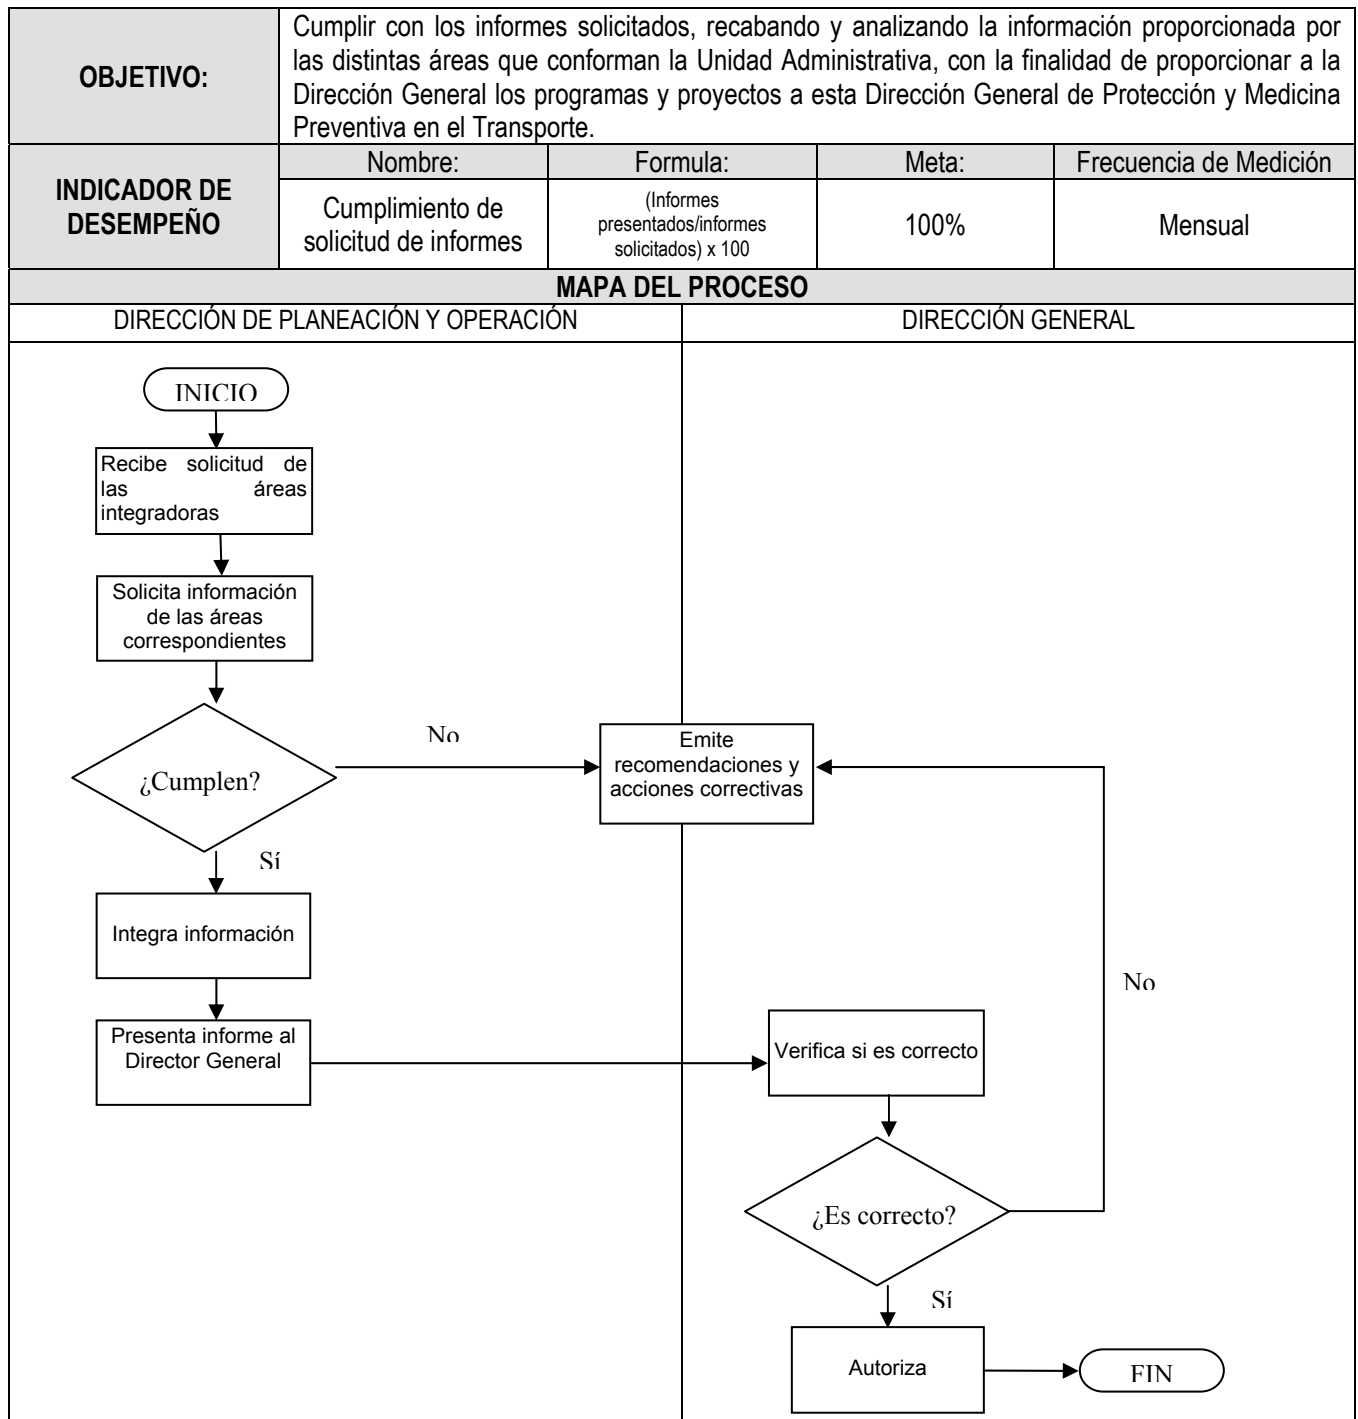 OBJETIVO:
Cumplir con los informes solicitados, recabando y analizando la información proporcionada por
las distintas áreas que conforman la Unidad Administrativa, con la finalidad de proporcionar a la
Dirección General los programas y proyectos a esta Dirección General de Protección y Medicina
Preventiva en el Transporte.
INDICADOR DE
DESEMPEÑO
Nombre:
Formula:
Meta:
Frecuencia de Medición
Cumplimiento de
solicitud de informes
(Informes
presentados/informes
solicitados) x 100
100%
Mensual
MAPA DEL PROCESO
DIRECCIÓN DE PLANEACIÓN Y OPERACIÓN
DIRECCIÓN GENERAL
INICIO
Recibe solicitud de
las áreas
integradoras
Solicita información
de las áreas
correspondientes
¿Cumplen?
No
Emite
recomendaciones y
acciones correctivas
Sí
Integra información
No
Presenta informe al
Director General
Verifica si es correcto
¿Es correcto?
Sí
Autoriza
FIN